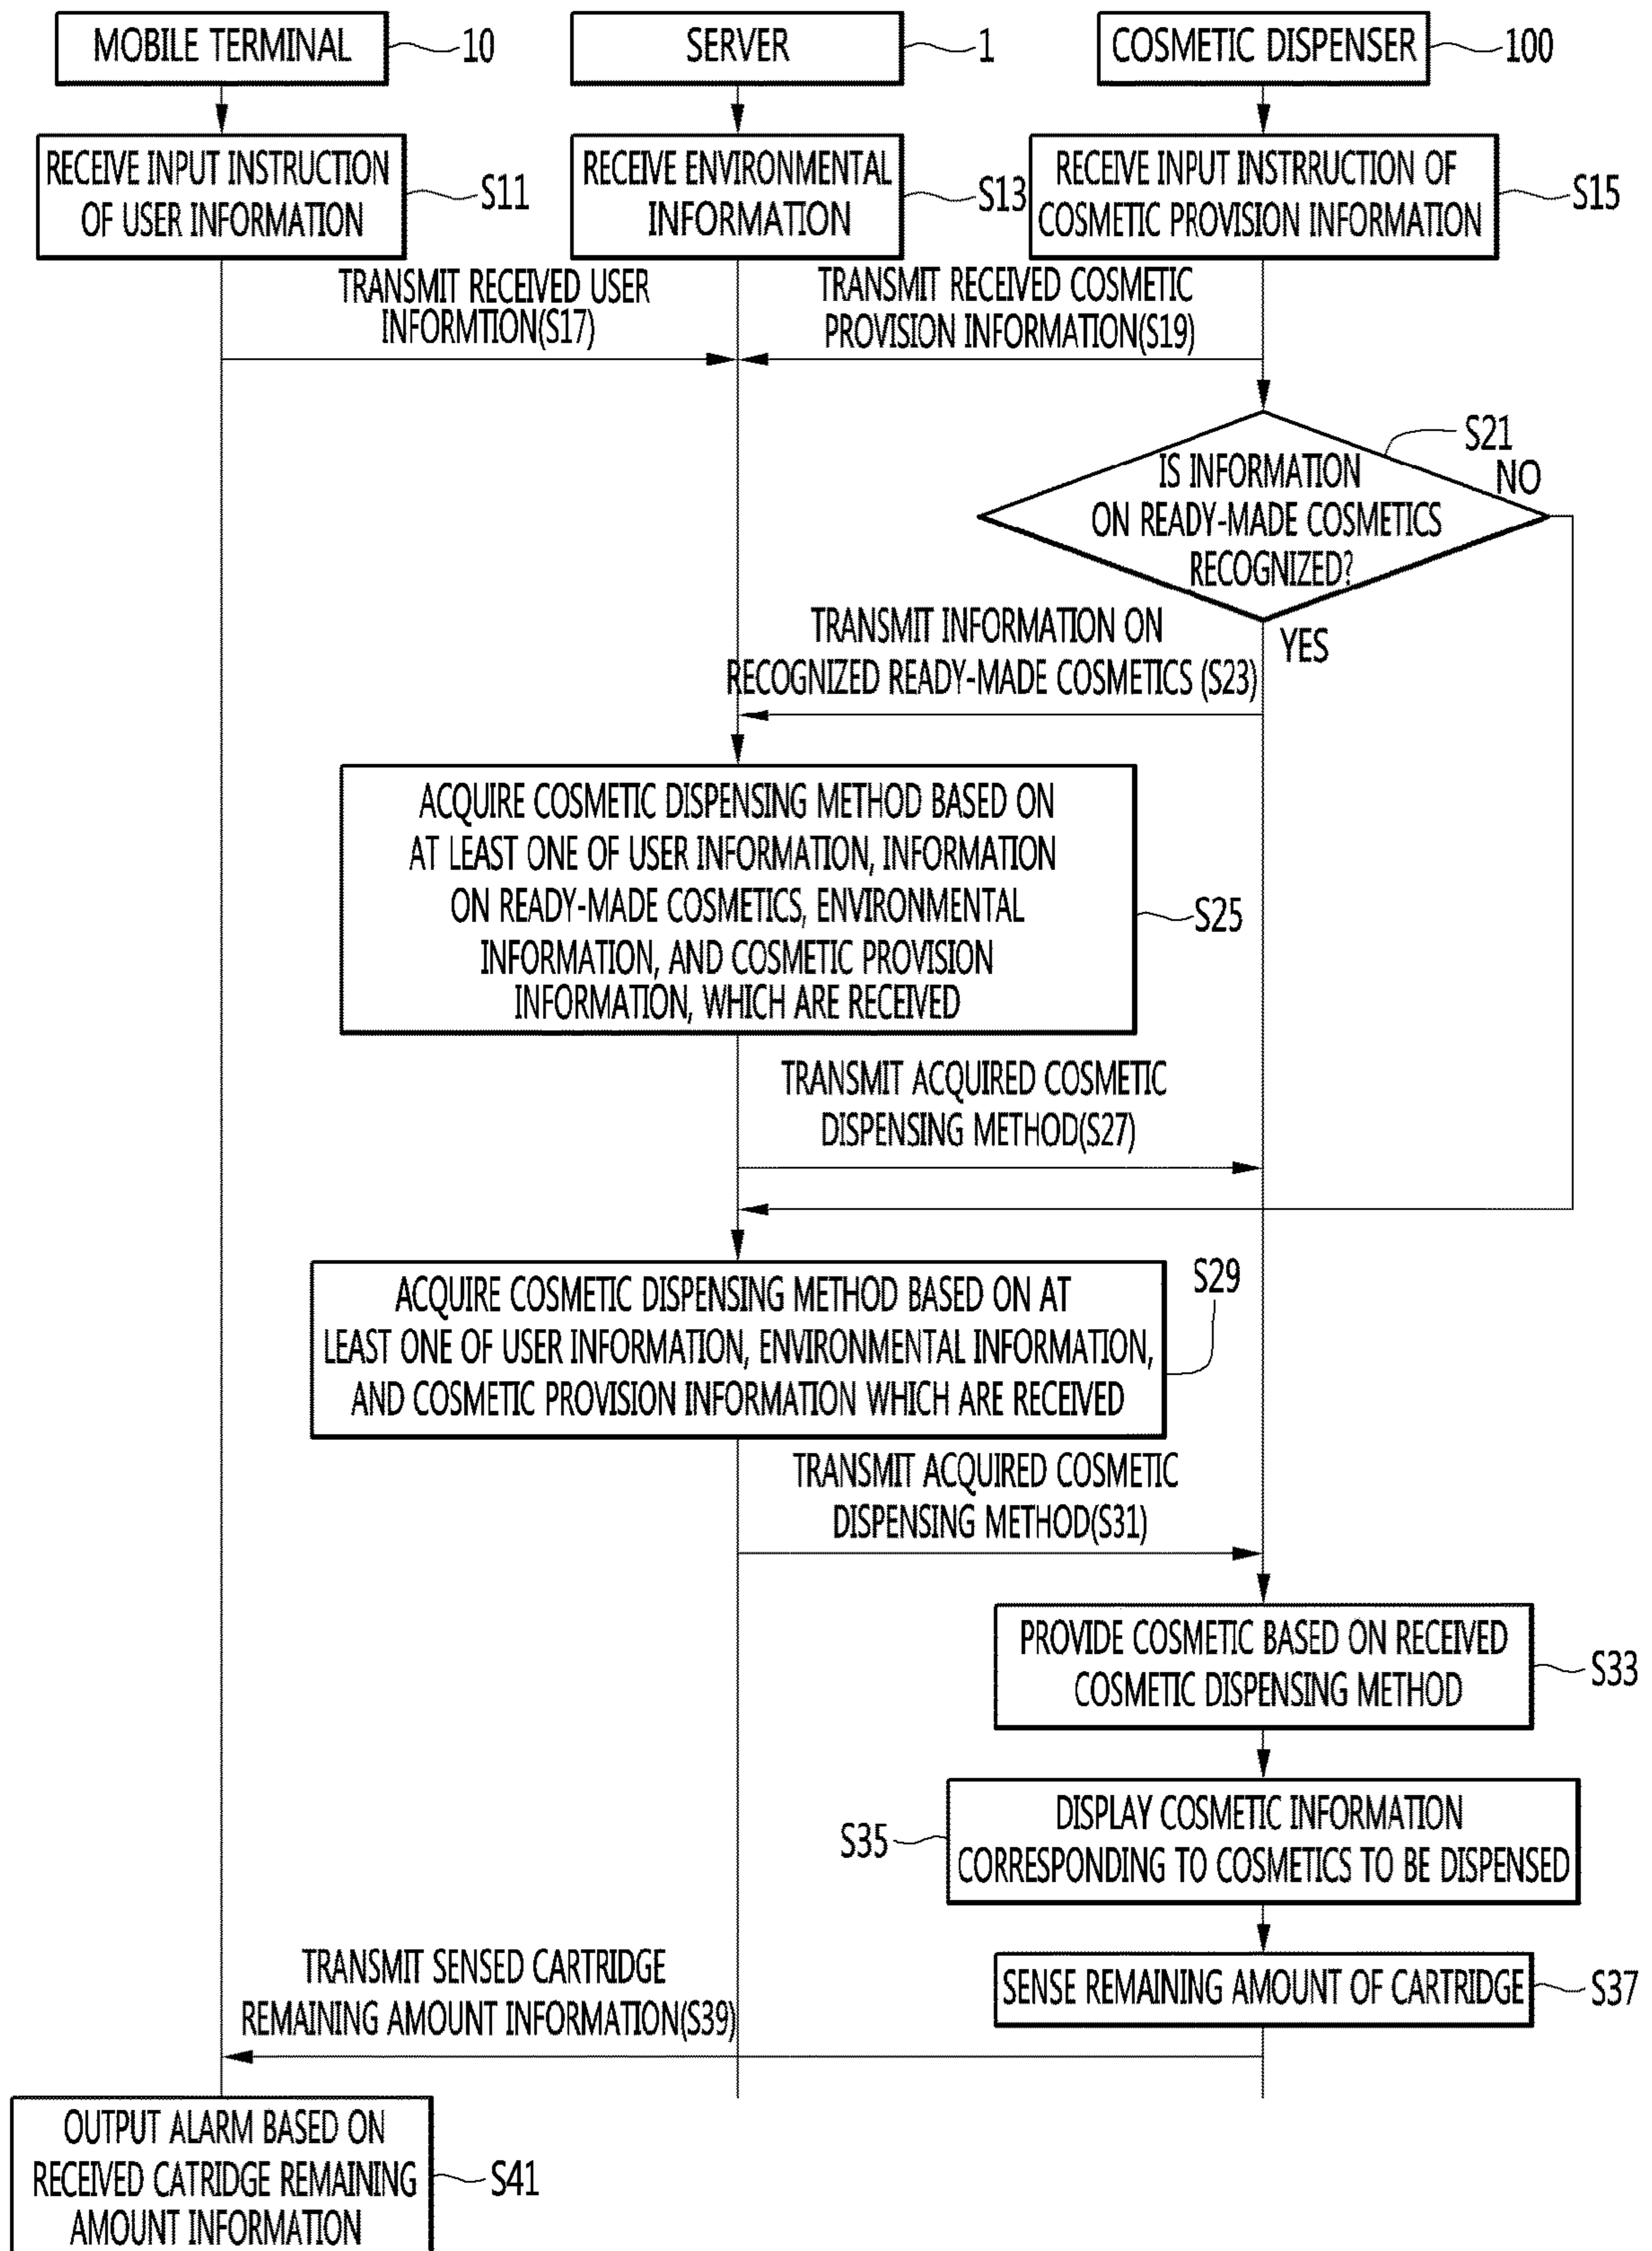 MOBILE TERMINAL
10
SERVER
1
COSMETIC DISPENSER
100
RECEIVE INPUT INSTRUCTION
OF USER INFORMATION
S11
RECEIVE ENVIRONMENTAL
INFORMATION
S13
RECEIVE INPUT INSTRRUCTION OF
COSMETIC PROVISION INFORMATION
S15
TRANSMIT RECEIVED USER
INFORMTION(S17)
TRANSMIT RECEIVED COSMETIC
PROVISION INFORMATION(S19)
S21
IS INFORMATION
ON READY-MADE COSMETICS
RECOGNIZED?
NO
YES
TRANSMIT INFORMATION ON
RECOGNIZED READY-MADE COSMETICS (S23)
ACQUIRE COSMETIC DISPENSING METHOD BASED ON
AT LEAST ONE OF USER INFORMATION, INFORMATION
ON READY-MADE COSMETICS, ENVIRONMENTAL
INFORMATION, AND COSMETIC PROVISION
INFORMATION, WHICH ARE RECEIVED
S25
TRANSMIT ACQUIRED COSMETIC
DISPENSING METHOD(S27)
ACQUIRE COSMETIC DISPENSING METHOD BASED ON AT
LEAST ONE OF USER INFORMATION, ENVIRONMENTAL INFORMATION,
AND COSMETIC PROVISION INFORMATION WHICH ARE RECEIVED
S29
TRANSMIT ACQUIRED COSMETIC
DISPENSING METHOD(S31)
PROVIDE COSMETIC BASED ON RECEIVED
COSMETIC DISPENSING METHOD
S33
DISPLAY COSMETIC INFORMATION
CORRESPONDING TO COSMETICS TO BE DISPENSED
S35
SENSE REMAINING AMOUNT OF CARTRIDGE
S37
TRANSMIT SENSED CARTRIDGE
REMAINING AMOUNT INFORMATION(S39)
OUTPUT ALARM BASED ON
RECEIVED CATRIDGE REMAINING
AMOUNT INFORMATION
S41